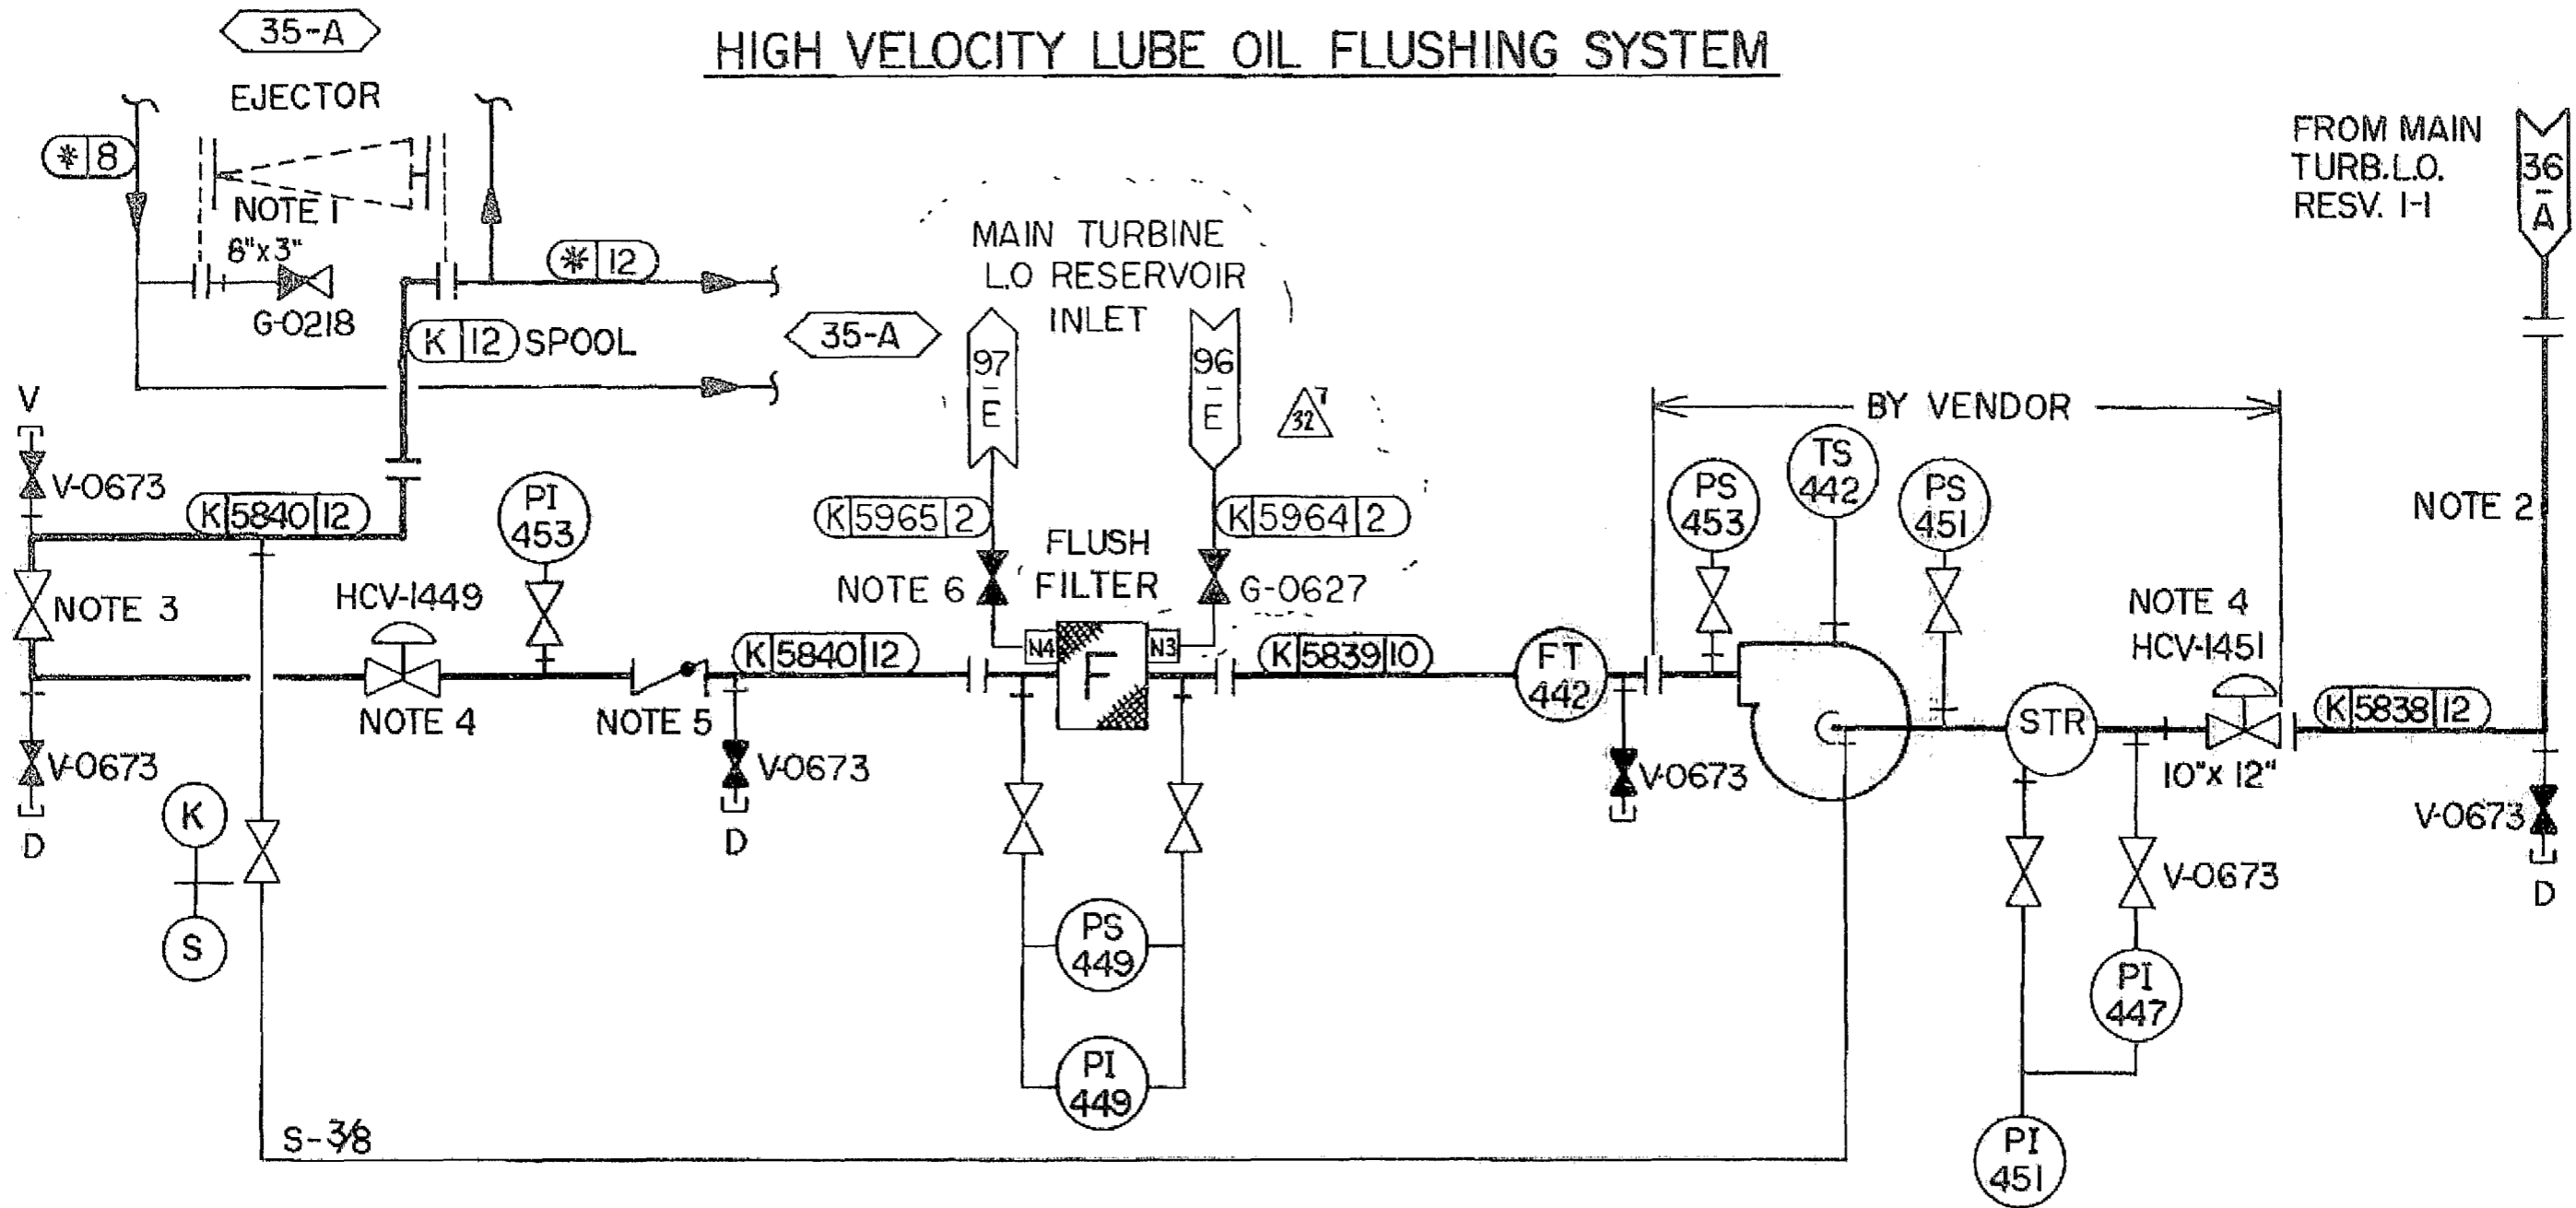 HIGH VELOCITY LUBE OIL FLUSHING SYSTEM
35-A
EJECTOR
* 8
NOTE 1
6"x3"
G-0218
* 12
K 12 SPOOL
35-A
MAIN TURBINE
L.O RESERVOIR
INLET
97-E
96-E
32
7
FROM MAIN
TURB. L.O.
RESV. 1-1
36-A
BY VENDOR
V
V-0673
K 5840 12
PI
453
K 5965 2
K 5964 2
FLUSH
FILTER
NOTE 6
G-0627
PS
453
TS
442
PS
451
NOTE 2
NOTE 3
HCV-1449
NOTE 4
NOTE 5
K 5840 12
N4
F
N3
K 5839 10
FT
442
NOTE 4
HCV-1451
STR
10"x 12"
K 5838 12
V-0673
D
V-0673
D
V-0673
V-0673
V-0673
D
K
S
PS
449
PI
449
PI
447
PI
451
S-3/8